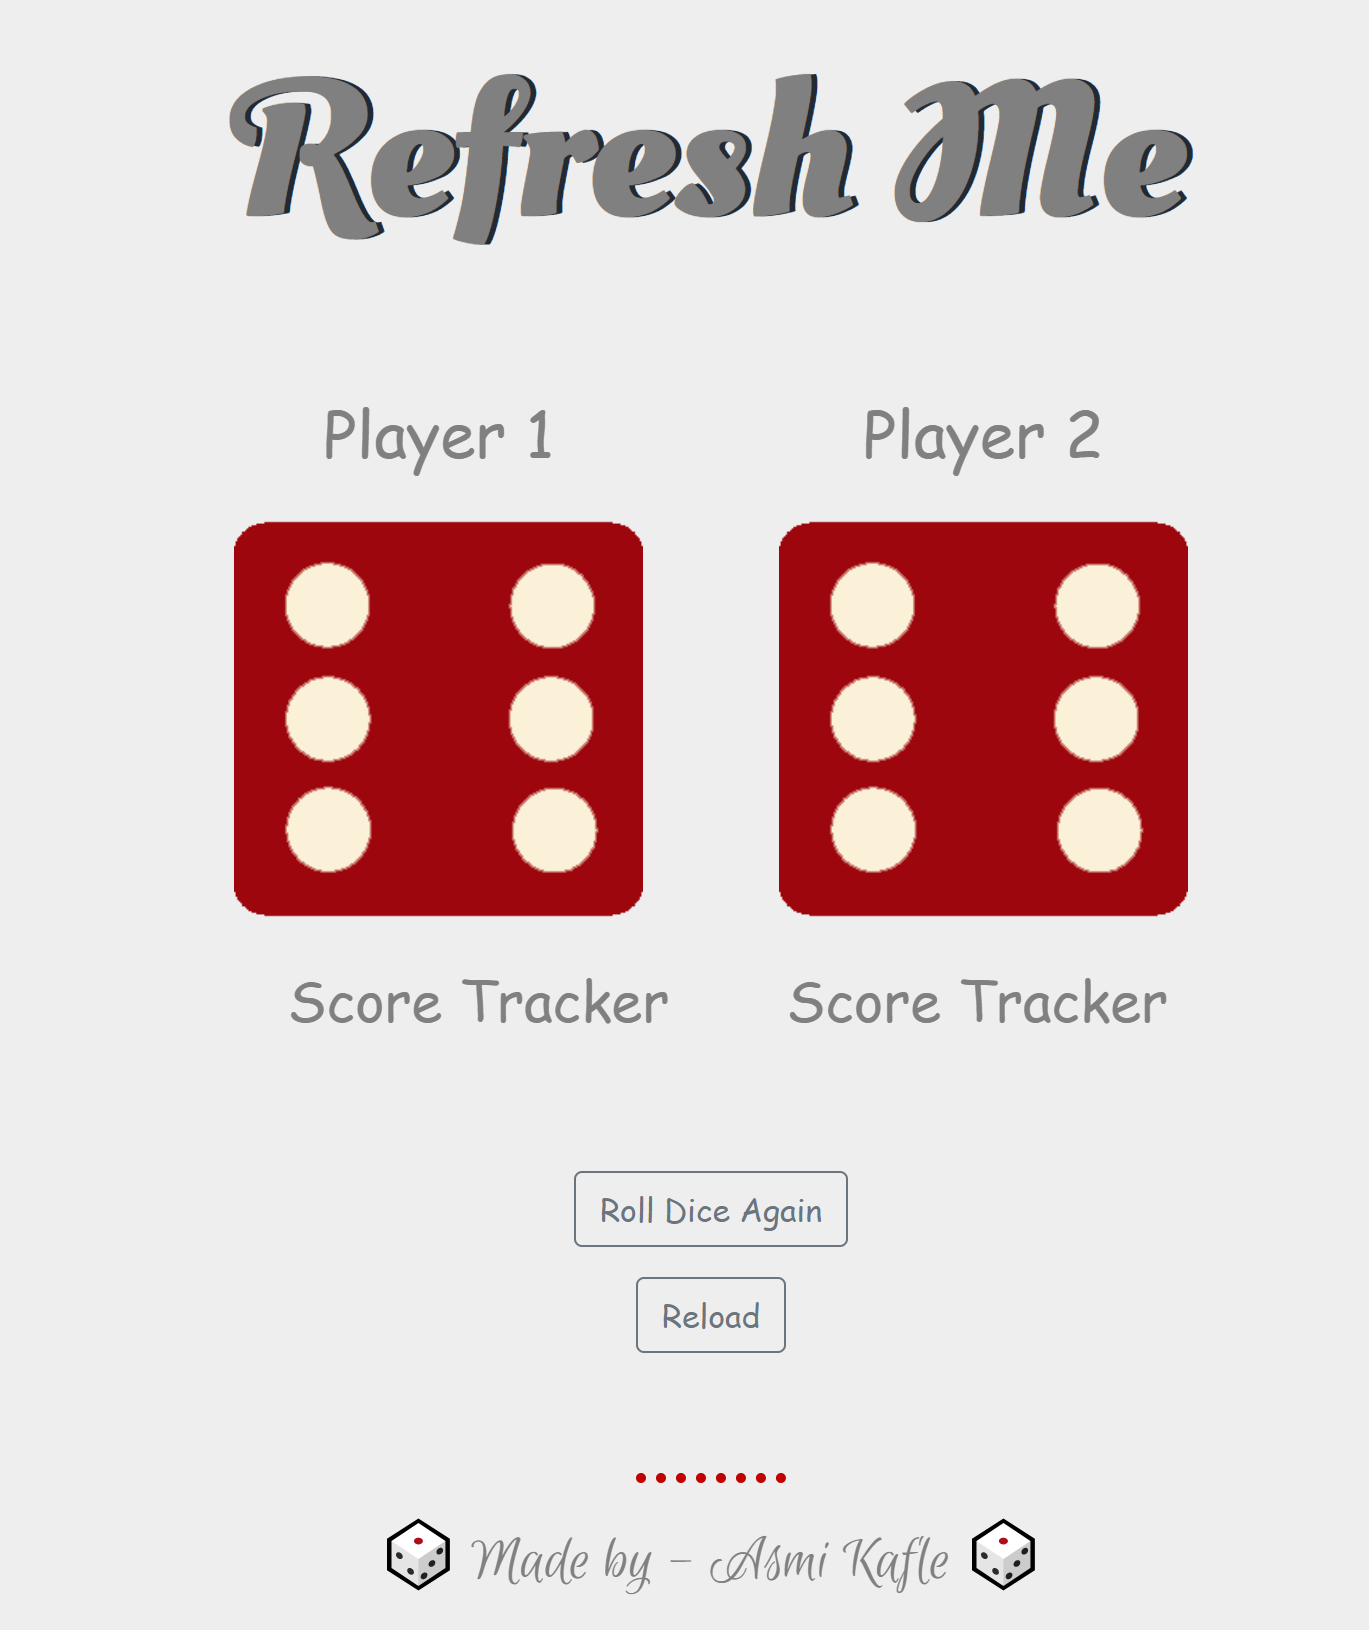 Refresh Me
Player 1
Player 2
Score Tracker
Score Tracker
Roll Dice Again
Reload
Made by - Asmi Kafle